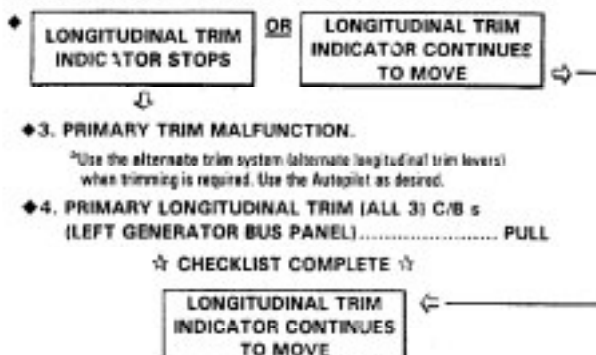 LONGITUDINAL TRIM
INDICATOR STOPS
OR
LONGITUDINAL TRIM
INDICATOR CONTINUES
TO MOVE
◆3. PRIMARY TRIM MALFUNCTION.
Use the alternate trim system (alternate longitudinal trim levers)
when trimming is required. Use the Autopilot as desired.
◆4. PRIMARY LONGITUDINAL TRIM (ALL 3) C/B s
(LEFT GENERATOR BUS PANEL)...................... PULL
☆ CHECKLIST COMPLETE ☆
LONGITUDINAL TRIM
INDICATOR CONTINUES
TO MOVE